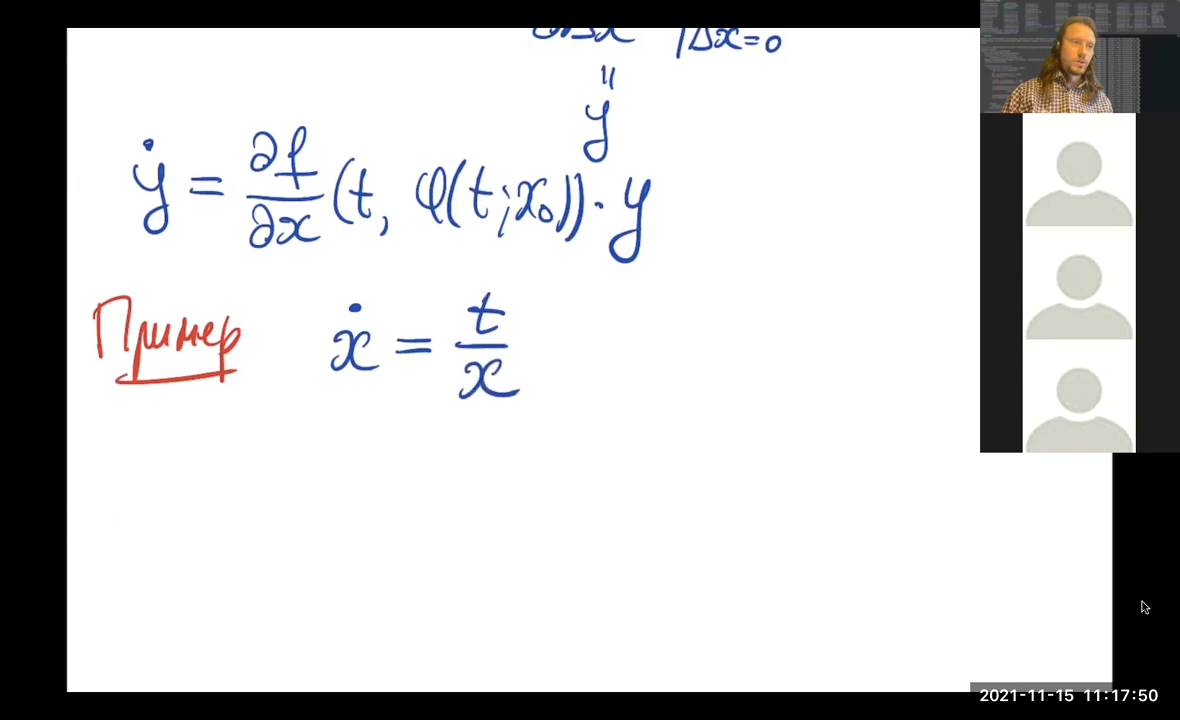 |Δx=0
y
ẏ = ∂f/∂x (t, φ(t;x₀))·y
Пример ẋ = t/x
2021-11-15 11:17:50